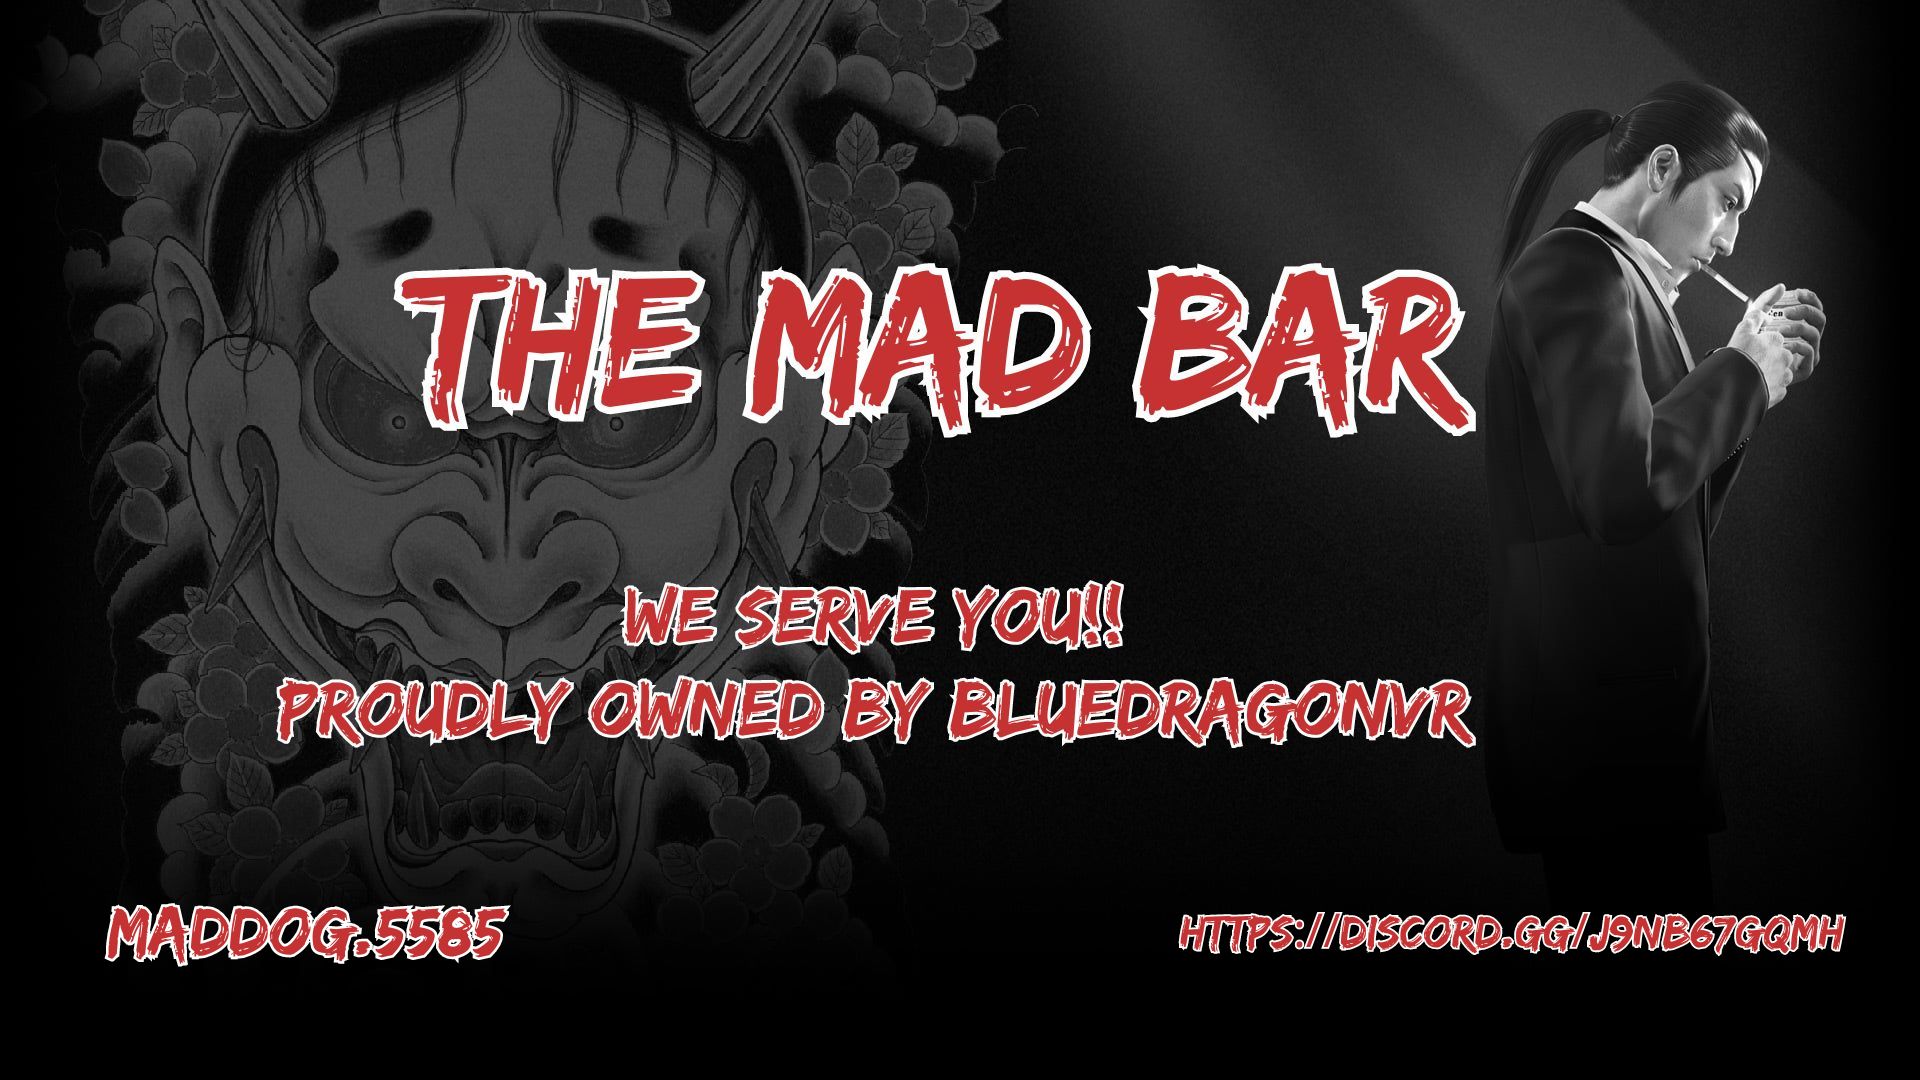 THE MAD BAR
WE SERVE YOU!!
PROUDLY OWNED BY BLUEDRAGONVR
MADDOG.5585
HTTPS://DISCORD.GG/J9NB67GQMH